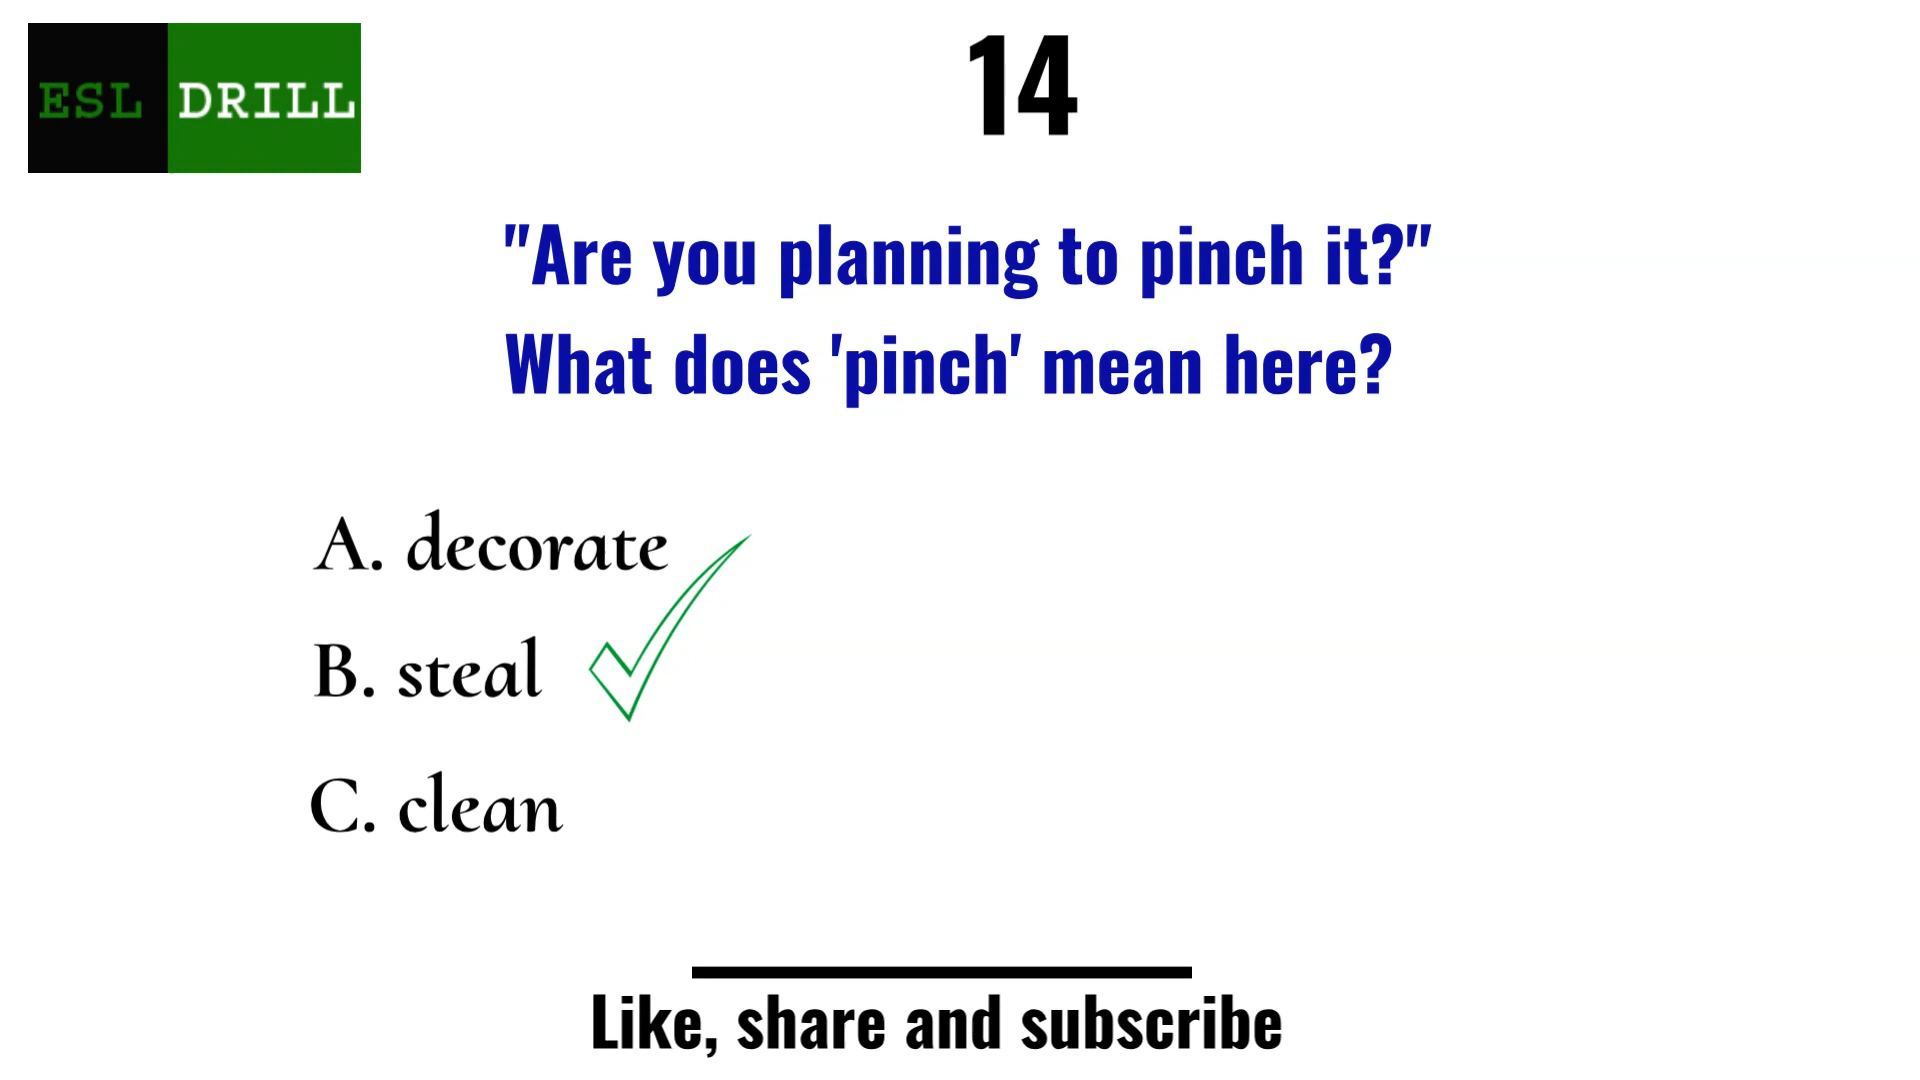 ESL DRILL
14
"Are you planning to pinch it?"
What does 'pinch' mean here?
A. decorate
B. steal
C. clean
Like, share and subscribe